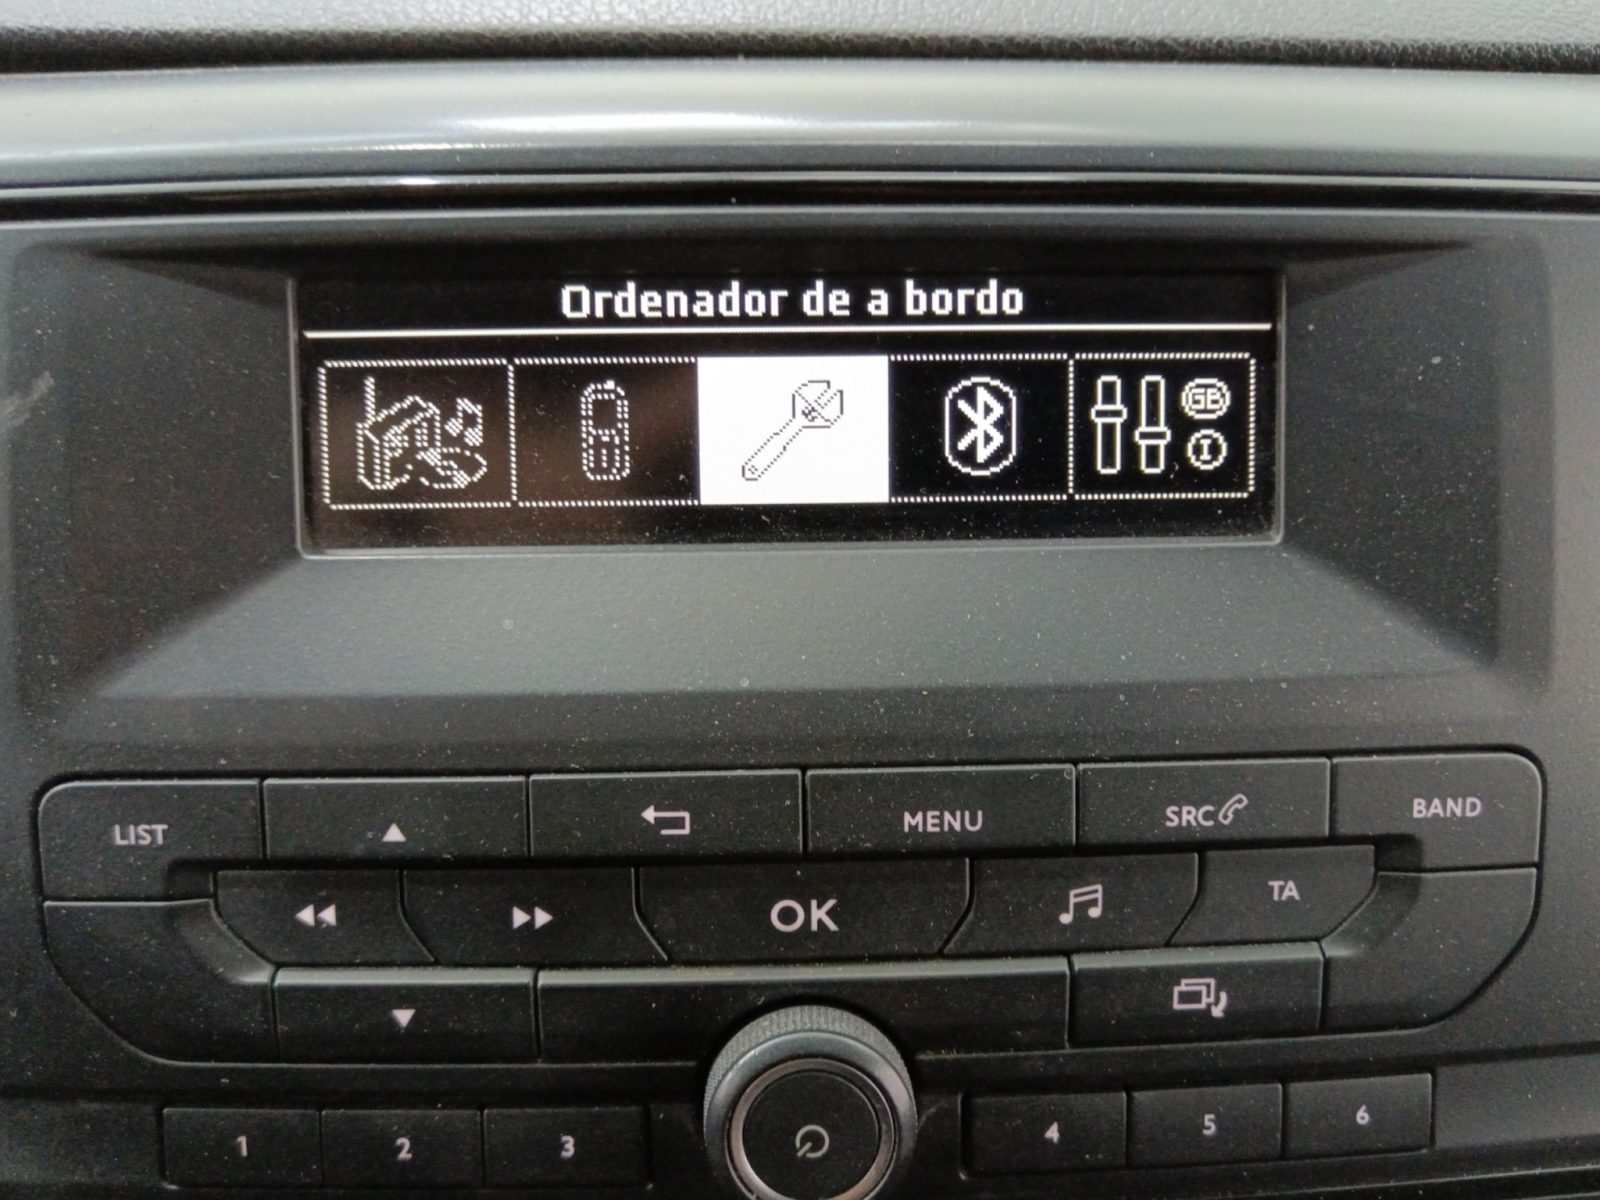 Ordenador de a bordo
GB
I
LIST
MENU
SRC
BAND
OK
TA
1
2
3
4
5
6